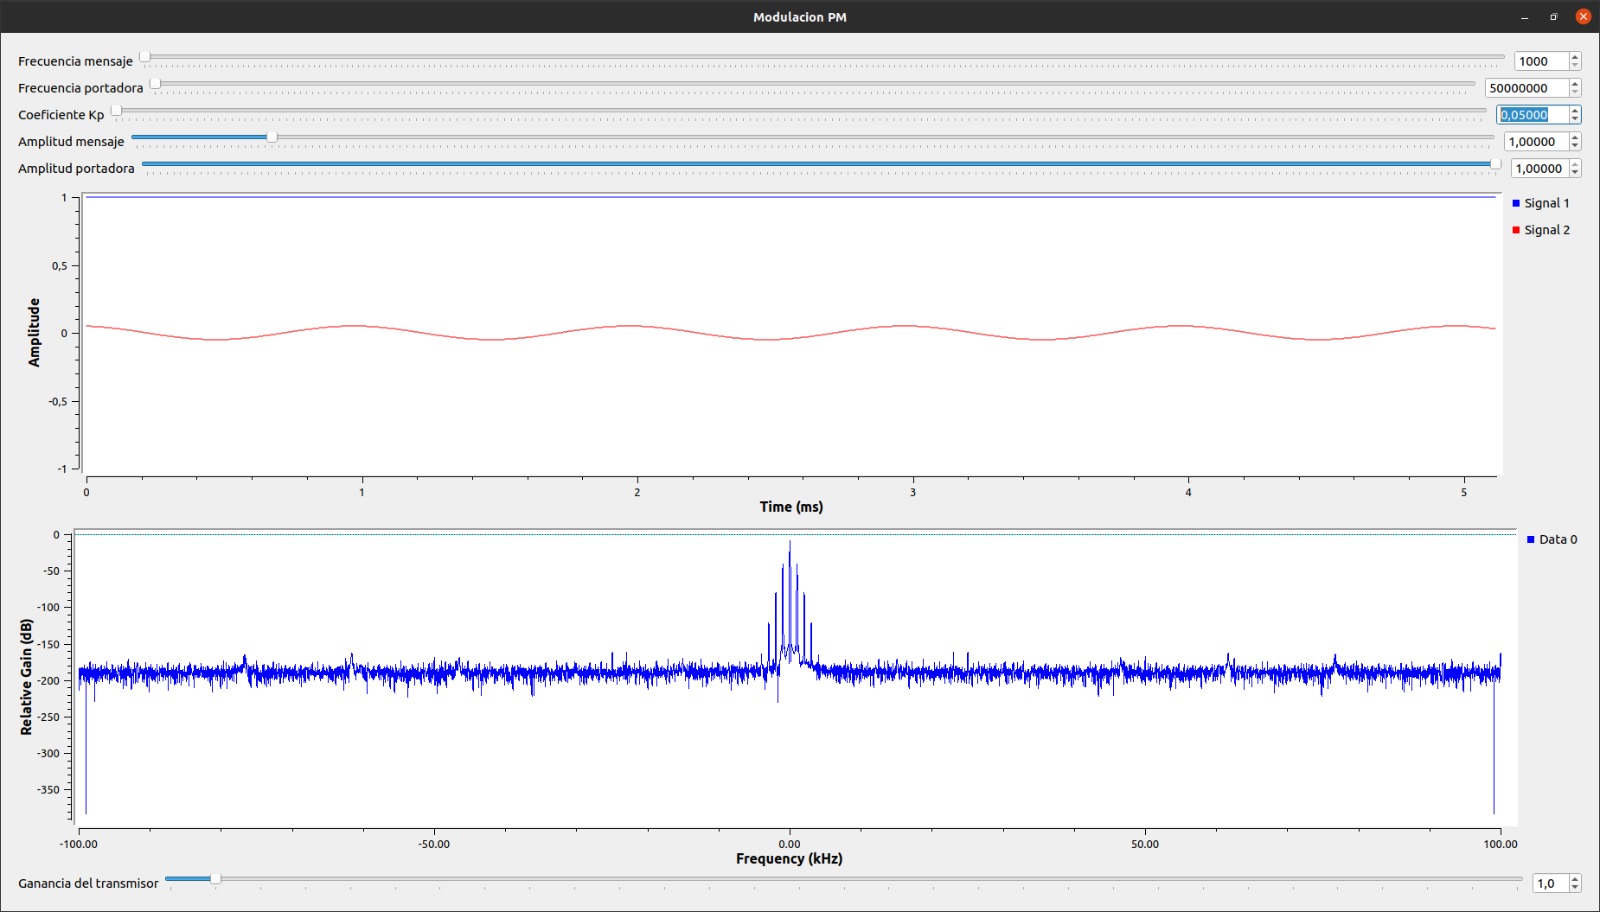 Modulacion PM
Frecuencia mensaje 1000
Frecuencia portadora 50000000
Coeficiente Kp 0,05000
Amplitud mensaje 1,00000
Amplitud portadora 1,00000
1
0,5
0
-0,5
-1
Amplitude
Signal 1
Signal 2
0 1 2 3 4 5
Time (ms)
0
-50
-100
-150
-200
-250
-300
-350
Relative Gain (dB)
Data 0
-100.00 -50.00 0.00 50.00 100.00
Frequency (kHz)
Ganancia del transmisor 1,0